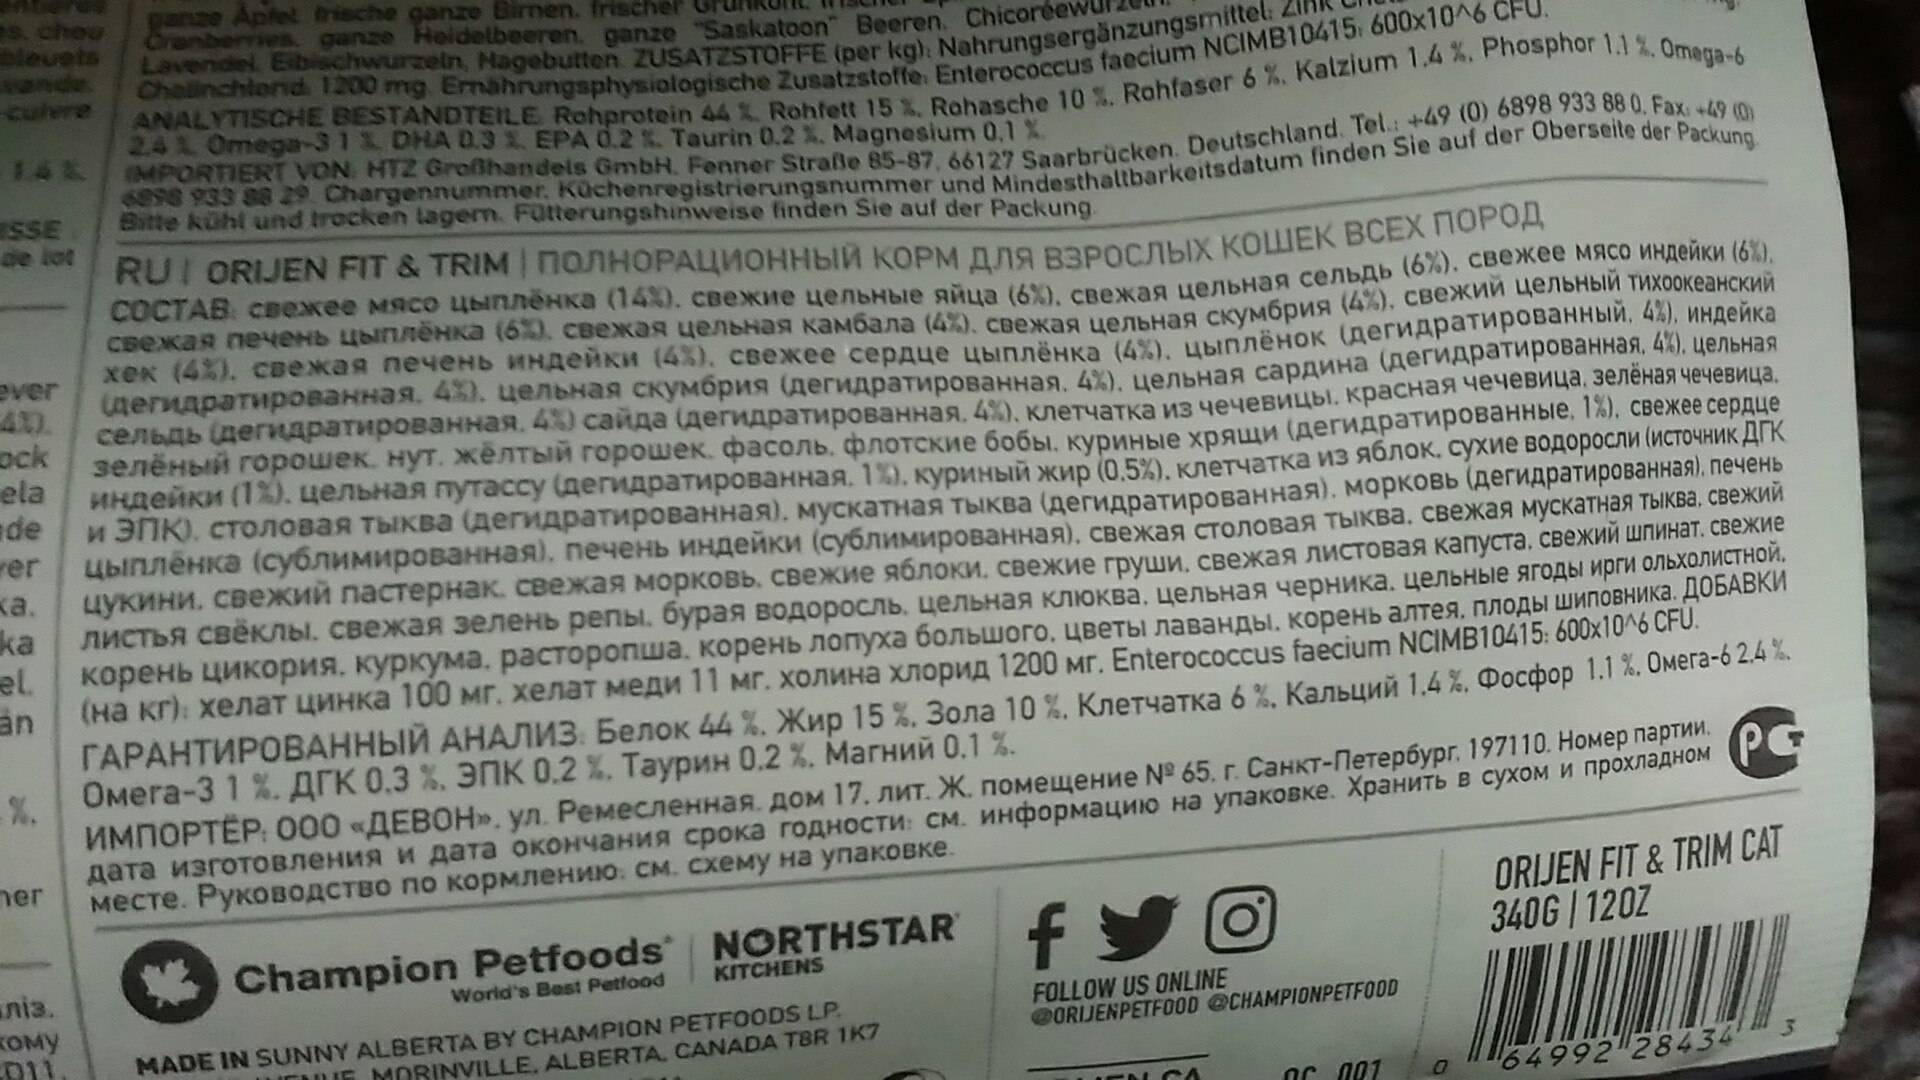 ganze Äpfel, frische ganze Birnen, frischer Grünkohl,
Cranberries, ganze Heidelbeeren, ganze "Saskatoon" Beeren, Chicoréewurzeln,
Lavendel, Eibischwurzeln, Hagebutten. ZUSATZSTOFFE (per kg): Nahrungsergänzungsmittel: Zink
Cholinchlorid: 1200 mg. Ernährungsphysiologische Zusatzstoffe: Enterococcus faecium NCIMB10415: 600x10^6 CFU.
ANALYTISCHE BESTANDTEILE: Rohprotein 44 %, Rohfett 15 %, Rohasche 10 %, Rohfaser 6 %, Kalzium 1.4 %, Phosphor 1.1 %, Omega-6
2.4 %, Omega-3 1 %, DHA 0.3 %, EPA 0.2 %, Taurin 0.2 %, Magnesium 0,1 %.
IMPORTIERT VON: HTZ Großhandels GmbH, Fenner Straße 85-87, 66127 Saarbrücken, Deutschland. Tel.: +49 (0) 6898 933 88 0, Fax: +49 (0)
6898 933 88 29. Chargennummer, Küchenregistrierungsnummer und Mindesthaltbarkeitsdatum finden Sie auf der Oberseite der Packung.
Bitte kühl und trocken lagern. Fütterungshinweise finden Sie auf der Packung.
RU | ORIJEN FIT & TRIM | ПОЛНОРАЦИОННЫЙ КОРМ ДЛЯ ВЗРОСЛЫХ КОШЕК ВСЕХ ПОРОД
СОСТАВ: свежее мясо цыплёнка (14%), свежие цельные яйца (6%), свежая цельная сельдь (6%), свежее мясо индейки (6%),
свежая печень цыплёнка (6%), свежая цельная камбала (4%), свежая цельная скумбрия (4%), свежий цельный тихоокеанский
хек (4%), свежая печень индейки (4%), свежее сердце цыплёнка (4%), цыплёнок (дегидратированный, 4%), индейка
(дегидратированная, 4%), цельная скумбрия (дегидратированная, 4%), цельная сардина (дегидратированная, 4%), цельная
сельдь (дегидратированная, 4%) сайда (дегидратированная, 4%), клетчатка из чечевицы, красная чечевица, зелёная чечевица,
зелёный горошек, нут, жёлтый горошек, фасоль, флотские бобы, куриные хрящи (дегидратированные, 1%), свежее сердце
индейки (1%), цельная путассу (дегидратированная, 1%), куриный жир (0,5%), клетчатка из яблок, сухие водоросли (источник ДГК
и ЭПК), столовая тыква (дегидратированная), мускатная тыква (дегидратированная), морковь (дегидратированная), печень
цыплёнка (сублимированная), печень индейки (сублимированная), свежая столовая тыква, свежая мускатная тыква, свежий
цукини, свежий пастернак, свежая морковь, свежие яблоки, свежие груши, свежая листовая капуста, свежий шпинат, свежие
листья свёклы, свежая зелень репы, бурая водоросль, цельная клюква, цельная черника, цельные ягоды ирги ольхолистной,
корень цикория, куркума, расторопша, корень лопуха большого, цветы лаванды, корень алтея, плоды шиповника. ДОБАВКИ
(на кг): хелат цинка 100 мг, хелат меди 11 мг, холина хлорид 1200 мг. Enterococcus faecium NCIMB10415: 600x10^6 CFU.
ГАРАНТИРОВАННЫЙ АНАЛИЗ: Белок 44 %, Жир 15 %, Зола 10 %, Клетчатка 6 %, Кальций 1.4 %, Фосфор 1.1 %, Омега-6 2.4 %,
Омега-3 1 %, ДГК 0.3 %, ЭПК 0.2 %, Таурин 0.2 %, Магний 0.1 %.
ИМПОРТЁР: ООО «ДЕВОН», ул. Ремесленная, дом 17, лит. Ж, помещение № 65, г. Санкт-Петербург, 197110. Номер партии,
дата изготовления и дата окончания срока годности: см. информацию на упаковке. Хранить в сухом и прохладном
месте. Руководство по кормлению: см. схему на упаковке.
РСТ
Champion Petfoods
World's Best Petfood
NORTHSTAR
KITCHENS
MADE IN SUNNY ALBERTA BY CHAMPION PETFOODS LP.
MORINVILLE, ALBERTA, CANADA T8R 1K7
FOLLOW US ONLINE
@ORIJENPETFOOD @CHAMPIONPETFOOD
ORIJEN FIT & TRIM CAT
340G | 12OZ
0 64992 28434 3